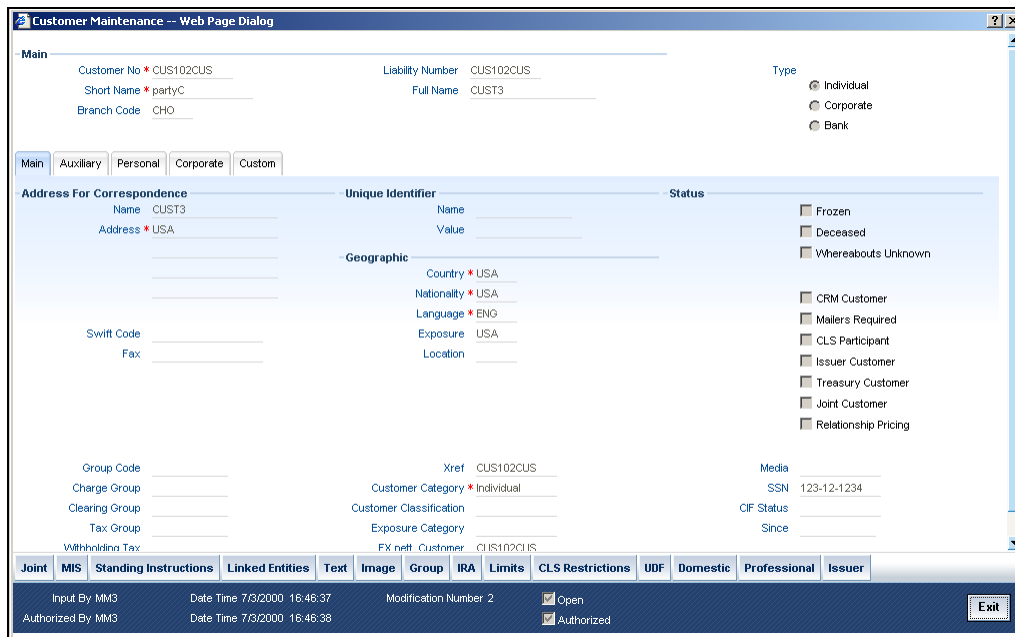 Customer Maintenance -- Web Page Dialog
Main
Customer No * CUS102CUS
Liability Number CUS102CUS
Type
Short Name * partyC
Full Name CUST3
Individual
Branch Code CHO
Corporate
Bank
Main Auxiliary Personal Corporate Custom
Address For Correspondence
Unique Identifier
Status
Name CUST3
Name
Frozen
Address * USA
Value
Deceased
Whereabouts Unknown
Geographic
Country * USA
Nationality * USA
CRM Customer
Language * ENG
Mailers Required
Swift Code
Exposure USA
CLS Participant
Fax
Location
Issuer Customer
Treasury Customer
Joint Customer
Relationship Pricing
Group Code
Xref CUS102CUS
Media
Charge Group
Customer Category * Individual
SSN 123-12-1234
Clearing Group
Customer Classification
CIF Status
Tax Group
Exposure Category
Since
Withholding Tax
FX nett. Customer CUS102CUS
Joint MIS Standing Instructions Linked Entities Text Image Group IRA Limits CLS Restrictions UDF Domestic Professional Issuer
Input By MM3 Date Time 7/3/2000 16:46:37 Modification Number 2 Open
Authorized By MM3 Date Time 7/3/2000 16:46:38 Authorized
Exit